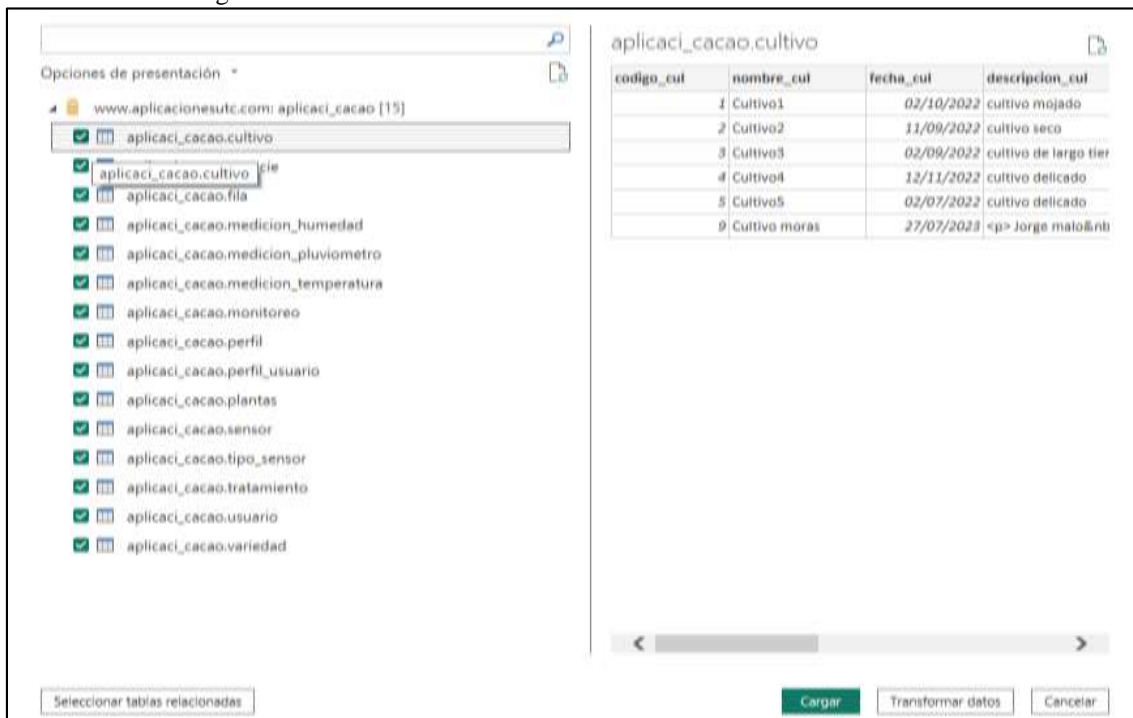 Opciones de presentación
www.aplicacionesutc.com: aplicaci_cacao [15]
aplicaci_cacao.cultivo
cie
aplicaci_cacao.cultivo
aplicaci_cacao.fila
aplicaci_cacao.medicion_humedad
aplicaci_cacao.medicion_pluviometro
aplicaci_cacao.medicion_temperatura
aplicaci_cacao.monitoreo
aplicaci_cacao.perfil
aplicaci_cacao.perfil_usuario
aplicaci_cacao.plantas
aplicaci_cacao.sensor
aplicaci_cacao.tipo_sensor
aplicaci_cacao.tratamiento
aplicaci_cacao.usuario
aplicaci_cacao.variedad
Seleccionar tablas relacionadas
aplicaci_cacao.cultivo
codigo_cul nombre_cul fecha_cul descripcion_cul
1 Cultivo1 02/10/2022 cultivo mojado
2 Cultivo2 11/09/2022 cultivo seco
3 Cultivo3 02/09/2022 cultivo de largo tier
4 Cultivo4 12/11/2022 cultivo delicado
5 Cultivo5 02/07/2022 cultivo delicado
9 Cultivo moras 27/07/2023 <p> Jorge malo&nb
Cargar Transformar datos Cancelar